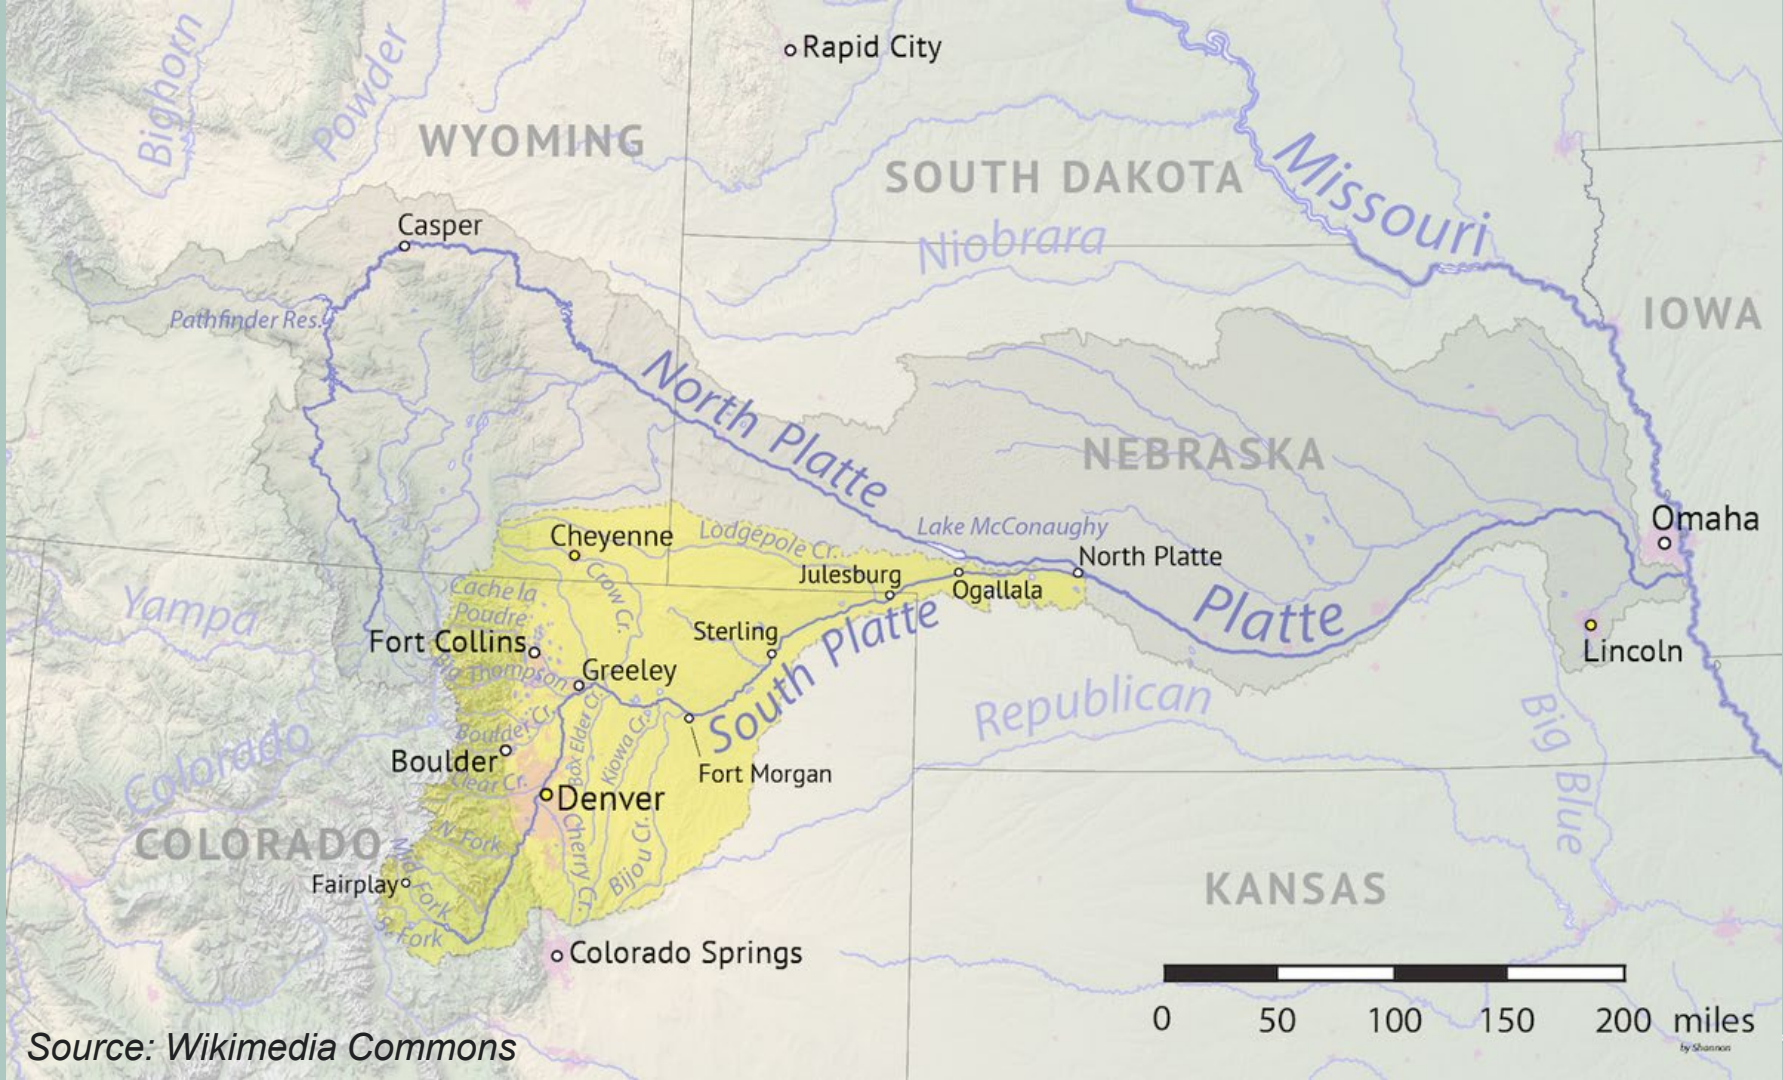 Rapid City
Bighorn
Powder
WYOMING
SOUTH DAKOTA
Missouri
Niobrara
Casper
Pathfinder Res.
IOWA
North Platte
NEBRASKA
Omaha
Cheyenne
Lodgepole Cr.
Lake McConaughy
North Platte
Julesburg
Ogallala
Crow Cr.
Cache la
Poudre
Yampa
Platte
Sterling
South Platte
Lincoln
Fort Collins
Thompson
Greeley
Republican
Big Blue
Boulder Cr.
Box Elder Cr.
Kiowa Cr.
Colorado
Boulder
Fort Morgan
Clear Cr.
Denver
COLORADO
N. Fork
Mid. Fork
Cherry Cr.
Bijou Cr.
Fairplay
S. Fork
KANSAS
Colorado Springs
0 50 100 150 200 miles
by Shannon
Source: Wikimedia Commons